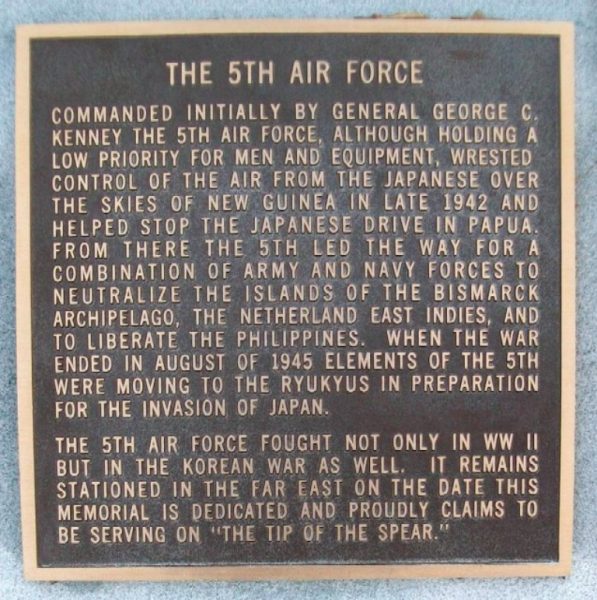 THE 5TH AIR FORCE
COMMANDED INITIALLY BY GENERAL GEORGE C.
KENNEY THE 5TH AIR FORCE, ALTHOUGH HOLDING A
LOW PRIORITY FOR MEN AND EQUIPMENT, WRESTED
CONTROL OF THE AIR FROM THE JAPANESE OVER
THE SKIES OF NEW GUINEA IN LATE 1942 AND
HELPED STOP THE JAPANESE DRIVE IN PAPUA.
FROM THERE THE 5TH LED THE WAY FOR A
COMBINATION OF ARMY AND NAVY FORCES TO
NEUTRALIZE THE ISLANDS OF THE BISMARCK
ARCHIPELAGO, THE NETHERLAND EAST INDIES, AND
TO LIBERATE THE PHILIPPINES. WHEN THE WAR
ENDED IN AUGUST OF 1945 ELEMENTS OF THE 5TH
WERE MOVING TO THE RYUKYUS IN PREPARATION
FOR THE INVASION OF JAPAN.
THE 5TH AIR FORCE FOUGHT NOT ONLY IN WW II
BUT IN THE KOREAN WAR AS WELL. IT REMAINS
STATIONED IN THE FAR EAST ON THE DATE THIS
MEMORIAL IS DEDICATED AND PROUDLY CLAIMS TO
BE SERVING ON "THE TIP OF THE SPEAR."